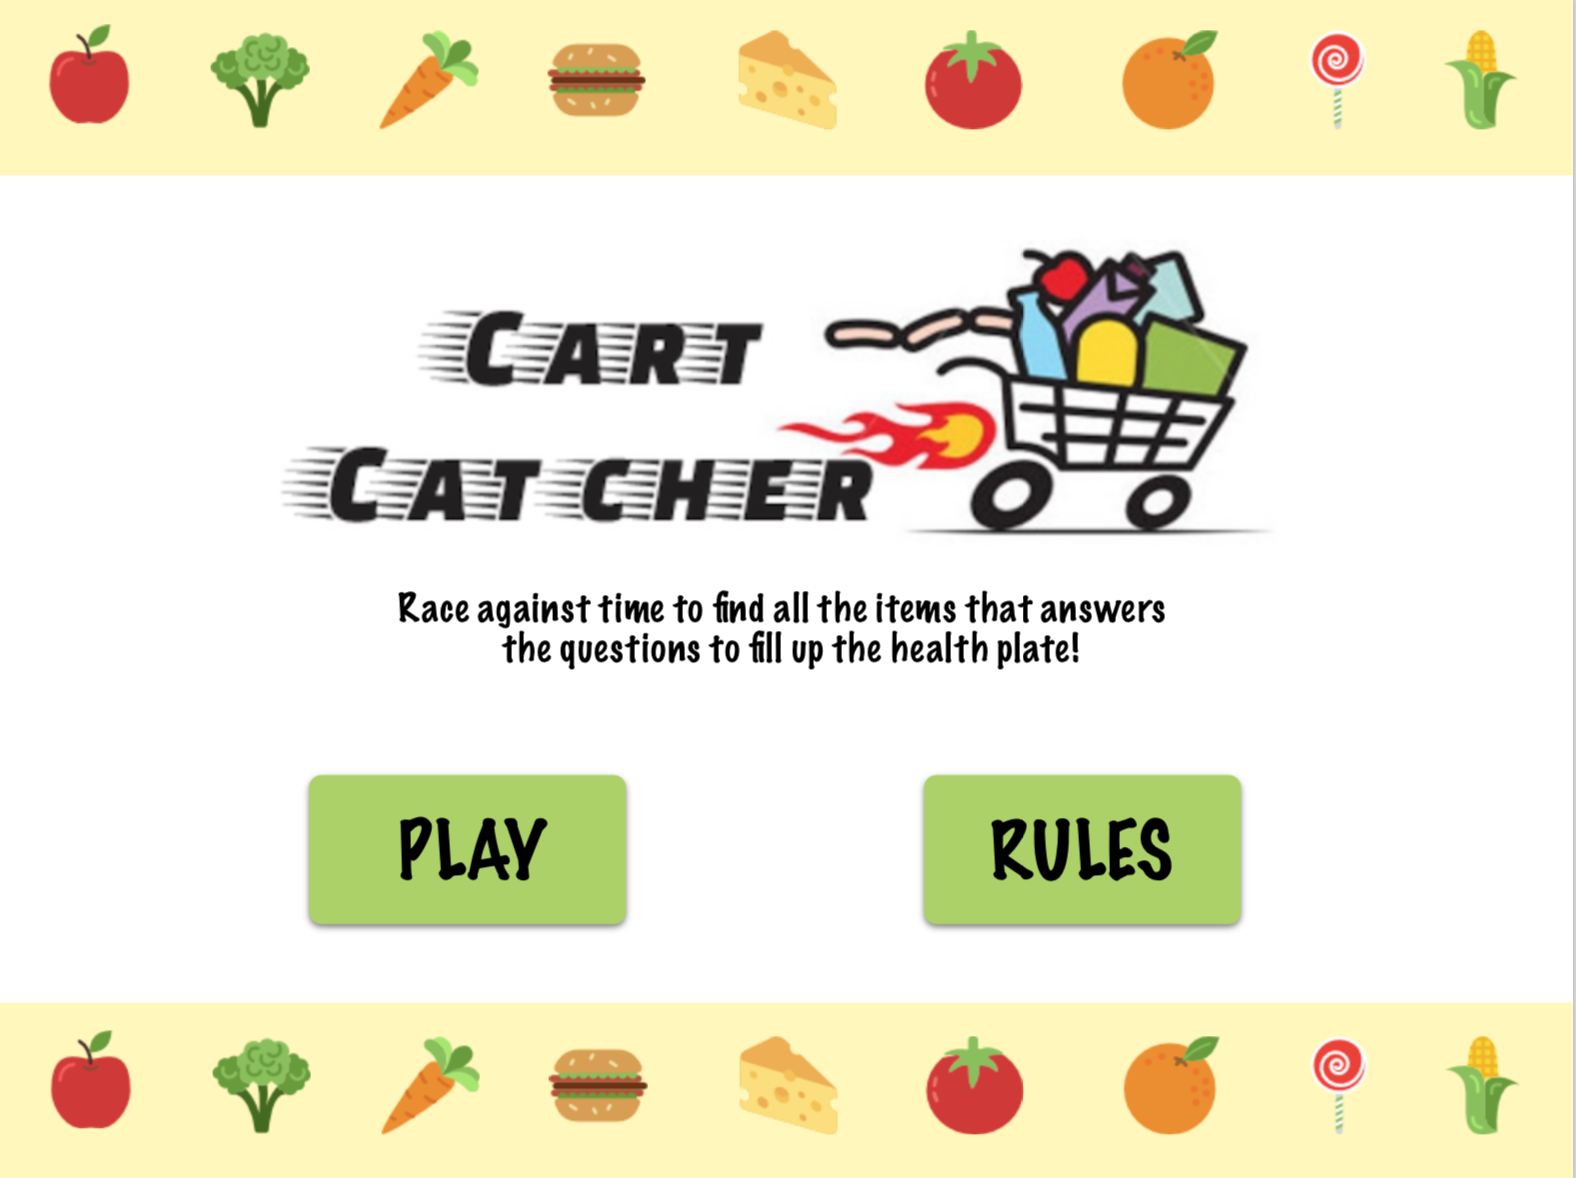 CART
CATCHER
Race against time to find all the items that answers
the questions to fill up the health plate!
PLAY
RULES